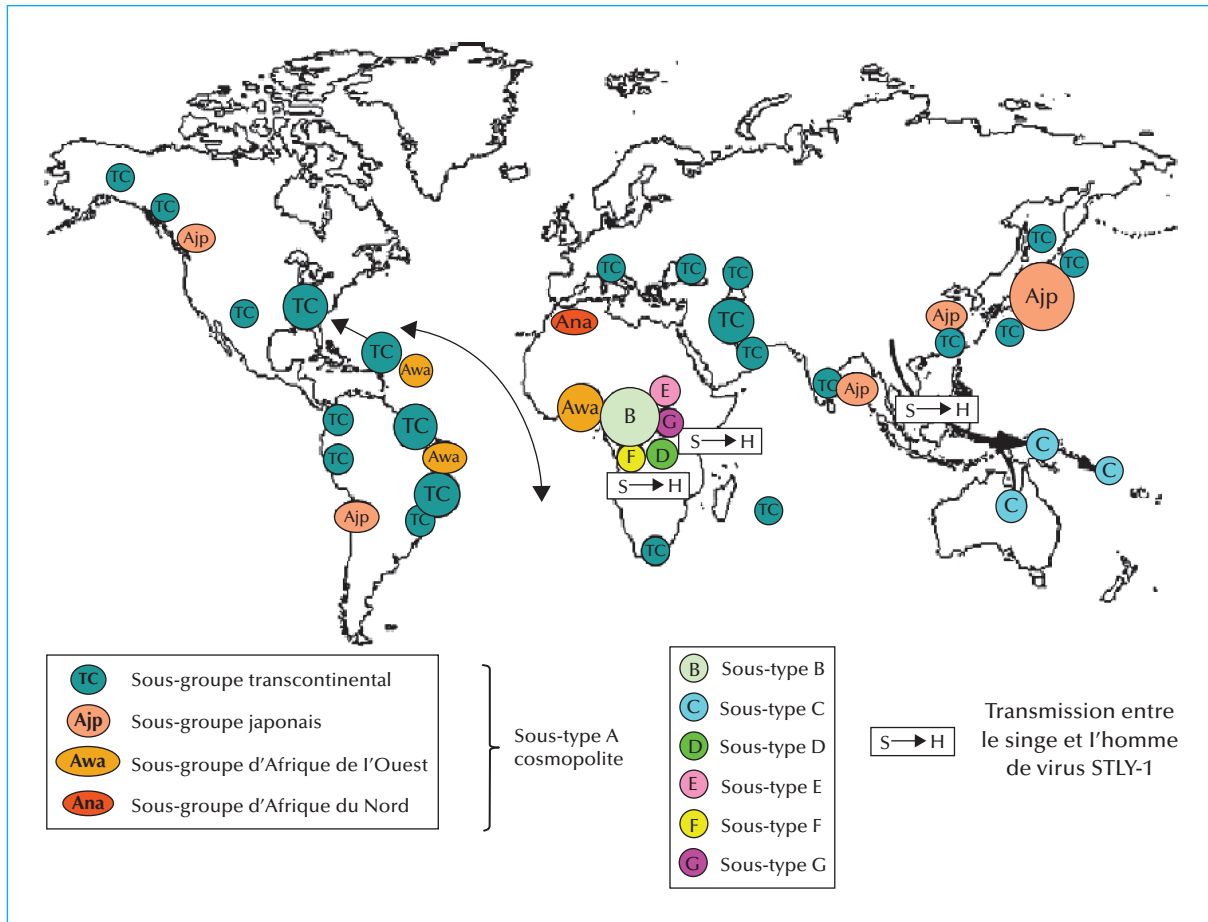 TC
TC
Ajp
TC
TC
TC
Awa
TC
TC
TC
Awa
TC
Ajp
TC
TC
TC
TC
Ana
TC
TC
Awa
B
E
G
F
D
S → H
S → H
TC
TC
TC
Ajp
TC
TC
Ajp
TC
Ajp
TC
S → H
C
C
C
TC Sous-groupe transcontinental
Ajp Sous-groupe japonais
Awa Sous-groupe d'Afrique de l'Ouest
Ana Sous-groupe d'Afrique du Nord
Sous-type A
cosmopolite
B Sous-type B
C Sous-type C
D Sous-type D
E Sous-type E
F Sous-type F
G Sous-type G
S → H
Transmission entre
le singe et l'homme
de virus STLY-1